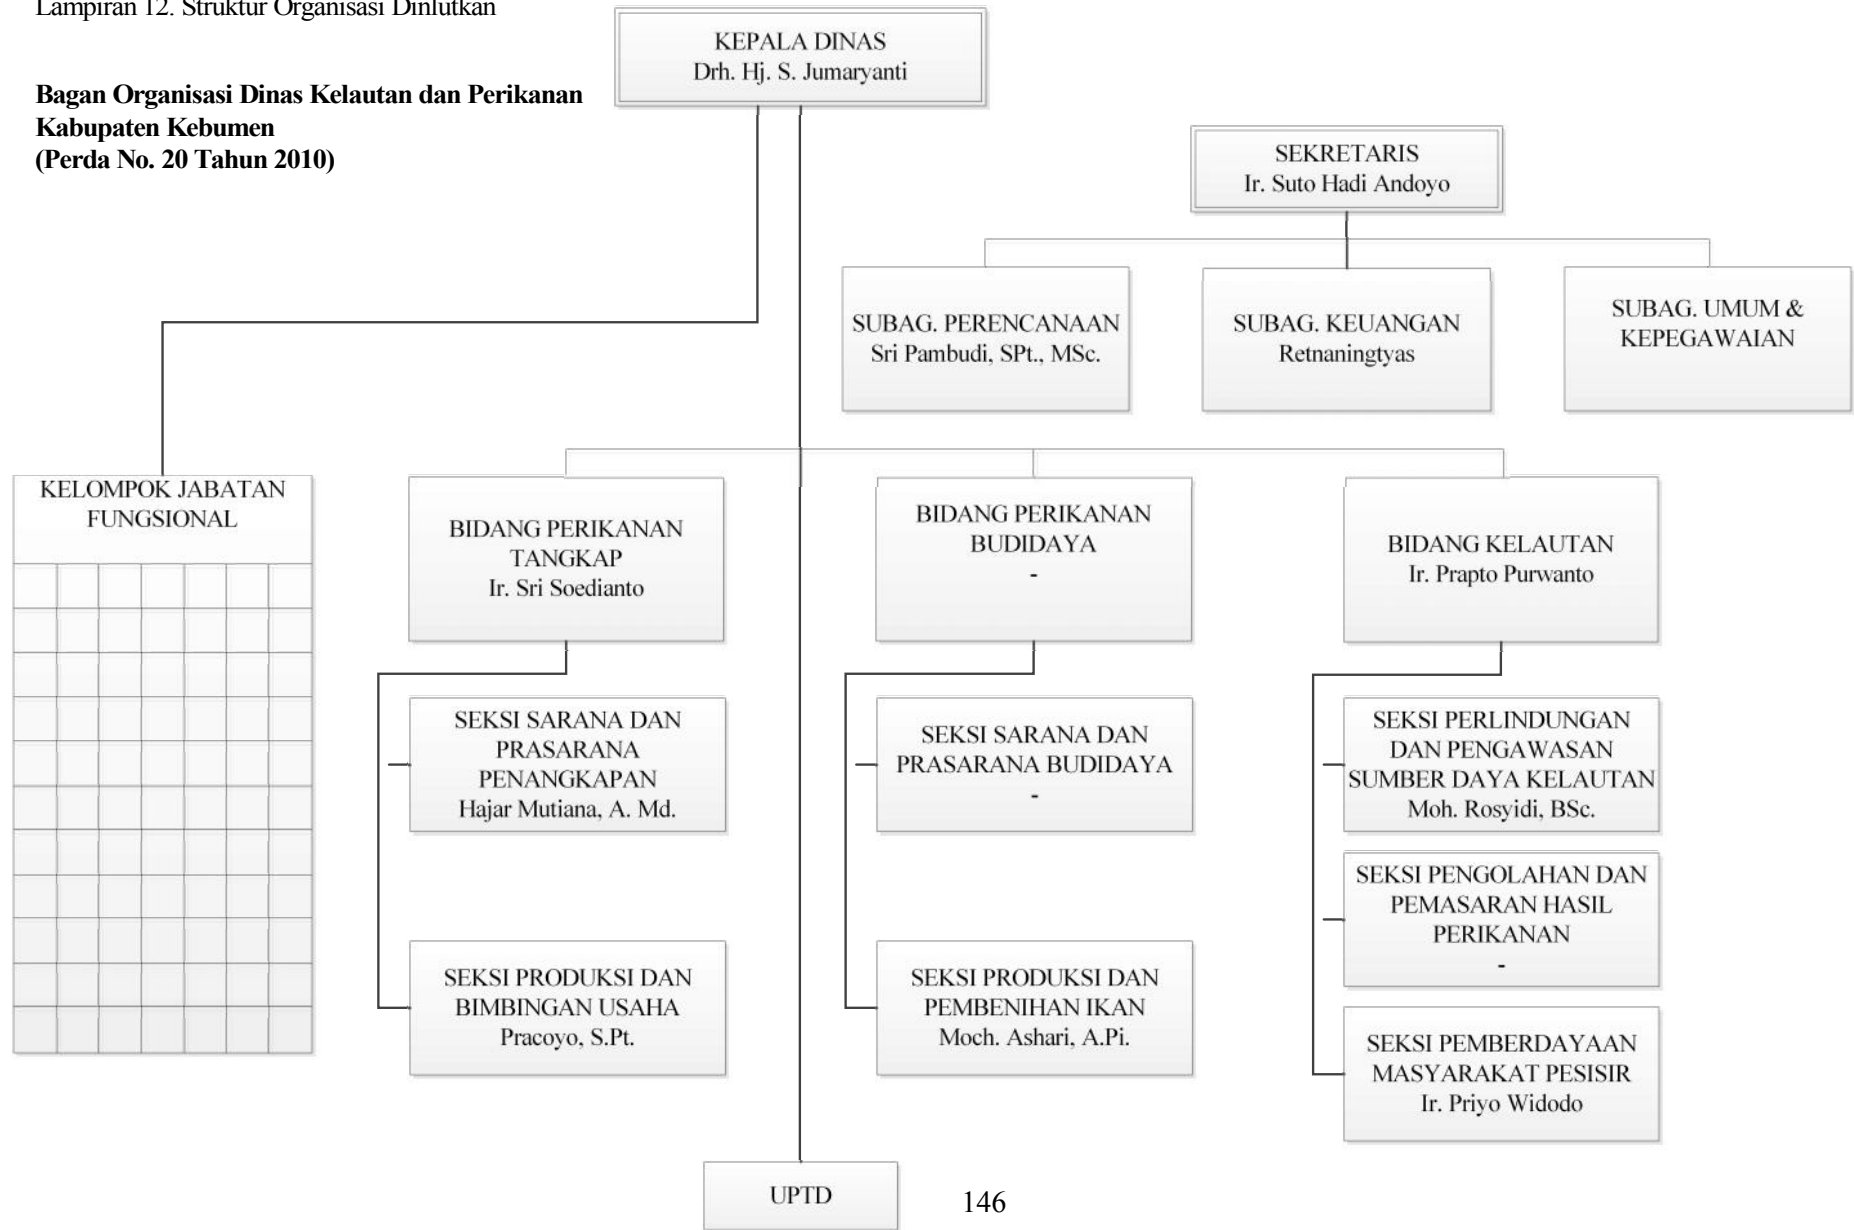 Lampiran 12. Struktur Organisasi Dinlutkan
KEPALA DINAS
Drh. Hj. S. Jumaryanti
Bagan Organisasi Dinas Kelautan dan Perikanan
Kabupaten Kebumen
(Perda No. 20 Tahun 2010)
SEKRETARIS
Ir. Suto Hadi Andoyo
SUBAG. PERENCANAAN
Sri Pambudi, SPt., MSc.
SUBAG. KEUANGAN
Retnaningtyas
SUBAG. UMUM &
KEPEGAWAIAN
KELOMPOK JABATAN
FUNGSIONAL
BIDANG PERIKANAN
TANGKAP
Ir. Sri Soedianto
BIDANG PERIKANAN
BUDIDAYA
-
BIDANG KELAUTAN
Ir. Prapto Purwanto
SEKSI SARANA DAN
PRASARANA
PENANGKAPAN
Hajar Mutiana, A. Md.
SEKSI SARANA DAN
PRASARANA BUDIDAYA
-
SEKSI PERLINDUNGAN
DAN PENGAWASAN
SUMBER DAYA KELAUTAN
Moh. Rosyidi, BSc.
SEKSI PENGOLAHAN DAN
PEMASARAN HASIL
PERIKANAN
-
SEKSI PRODUKSI DAN
BIMBINGAN USAHA
Pracoyo, S.Pt.
SEKSI PRODUKSI DAN
PEMBENIHAN IKAN
Moch. Ashari, A.Pi.
SEKSI PEMBERDAYAAN
MASYARAKAT PESISIR
Ir. Priyo Widodo
UPTD
146